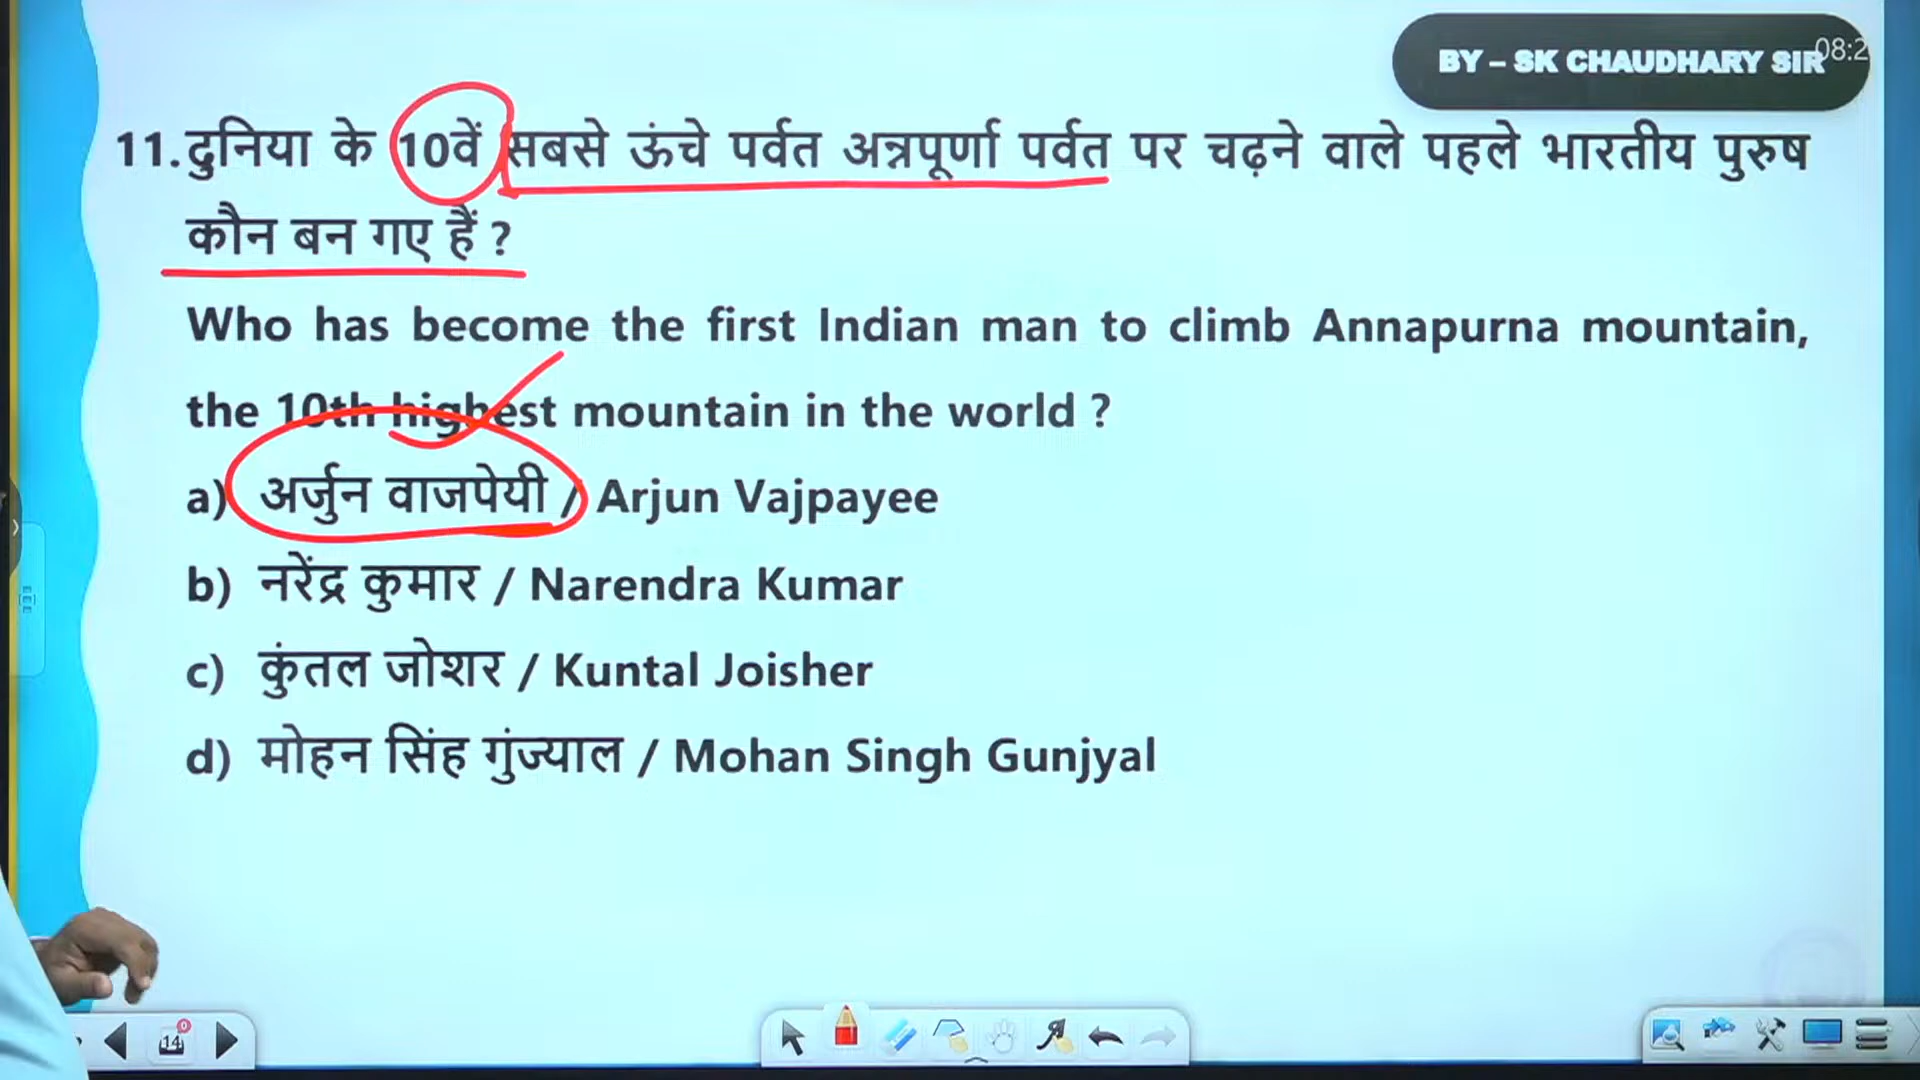 BY – SK CHAUDHARY SIR
08:2
11. दुनिया के 10वें सबसे ऊंचे पर्वत अन्नपूर्णा पर्वत पर चढ़ने वाले पहले भारतीय पुरुष
कौन बन गए हैं ?
Who has become the first Indian man to climb Annapurna mountain,
the 10th highest mountain in the world ?
a) अर्जुन वाजपेयी / Arjun Vajpayee
b) नरेंद्र कुमार / Narendra Kumar
c) कुंतल जोशर / Kuntal Joisher
d) मोहन सिंह गुंज्याल / Mohan Singh Gunjyal
14
0